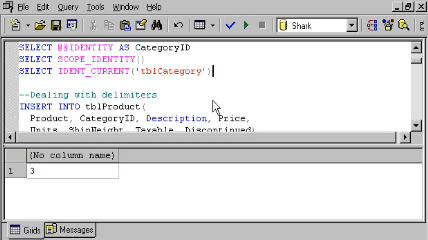 File Edit Query Tools Window Help
Shark
SELECT @@IDENTITY AS CategoryID
SELECT SCOPE_IDENTITY()
SELECT IDENT_CURRENT('tblCategory')
--Dealing with delimiters
INSERT INTO tblProduct(
Product, CategoryID, Description, Price,
Units, ShipWeight, Taxable, Discontinued)
(No column name)
1 3
Grids Messages